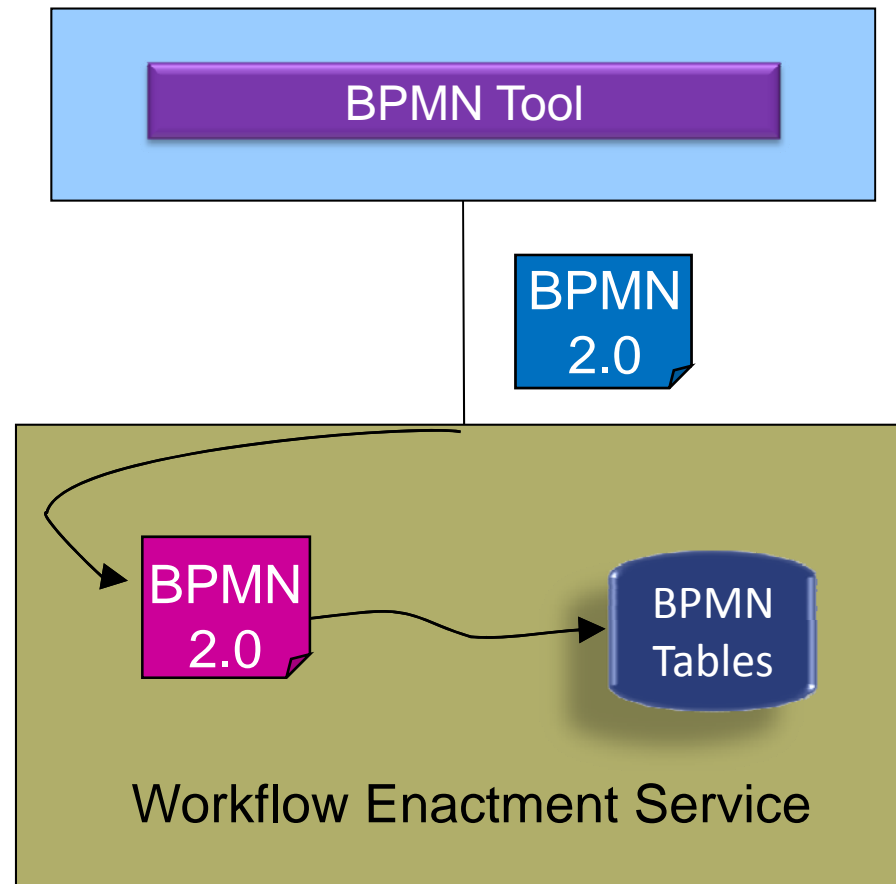 BPMN Tool
BPMN
2.0
BPMN
2.0
BPMN
Tables
Workflow Enactment Service